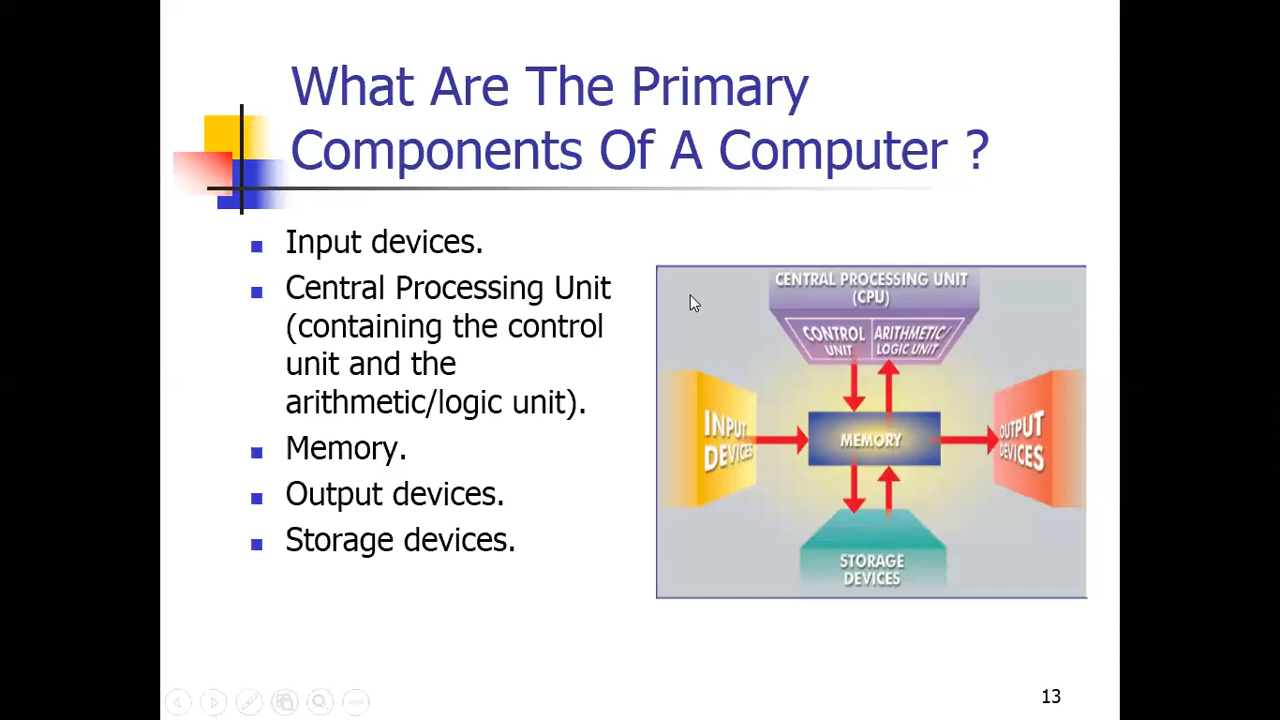 What Are The Primary
Components Of A Computer ?
Input devices.
Central Processing Unit
(containing the control
unit and the
arithmetic/logic unit).
Memory.
Output devices.
Storage devices.
CENTRAL PROCESSING UNIT
(CPU)
CONTROL
UNIT
ARITHMETIC/
LOGIC UNIT
INPUT
DEVICES
MEMORY
OUTPUT
DEVICES
STORAGE
DEVICES
13